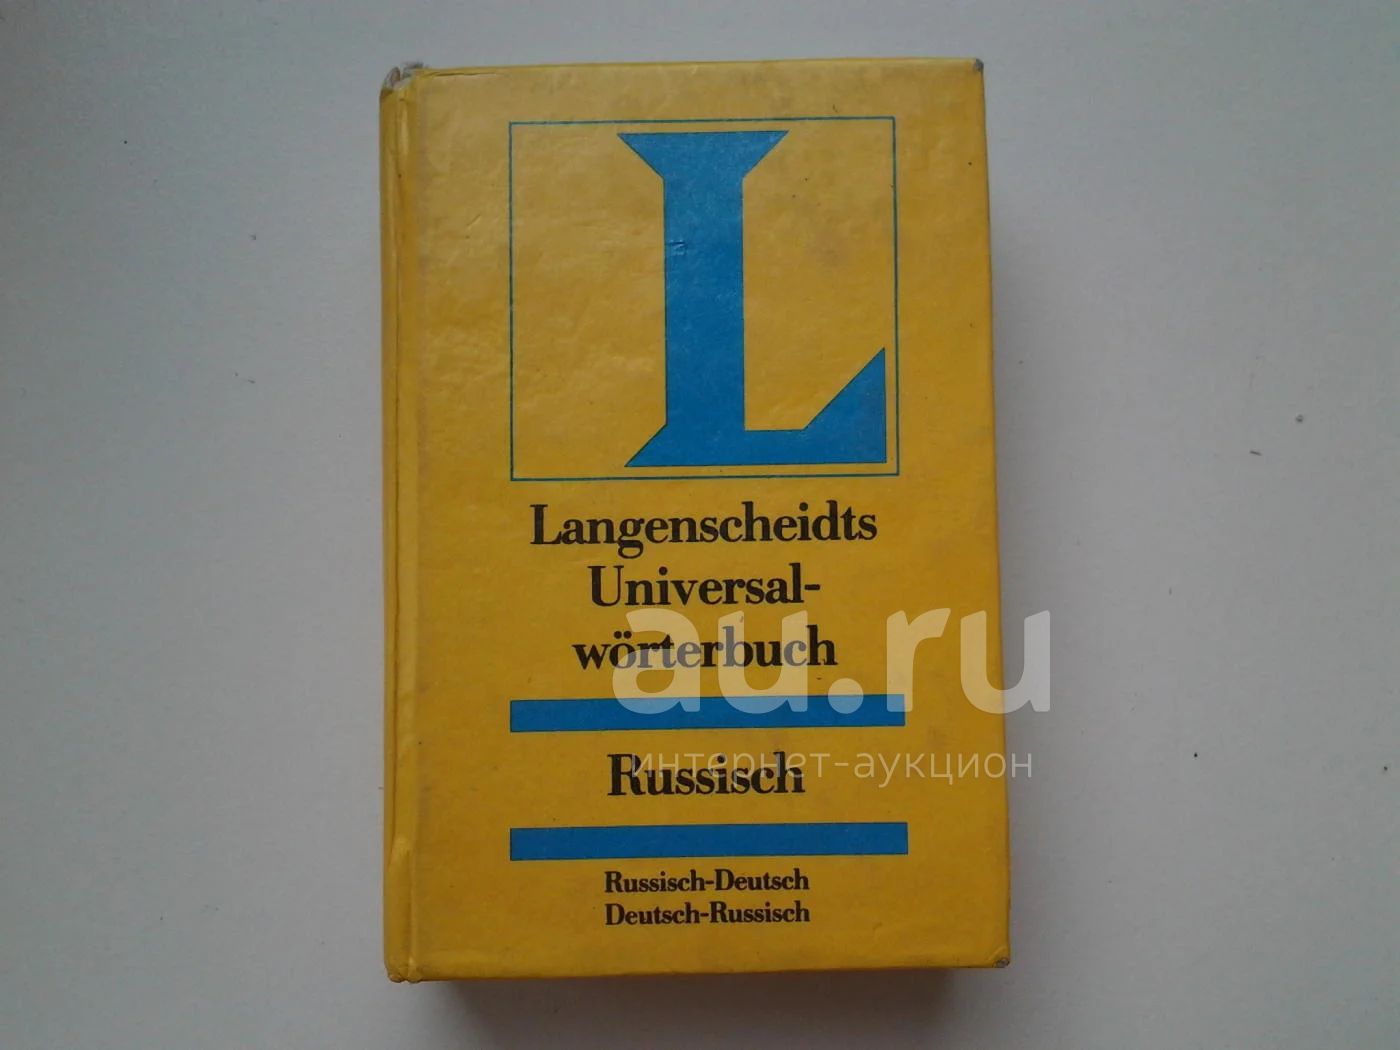 L
Langenscheidts
Universal-
wörterbuch
au.ru
Russisch
интернет-аукцион
Russisch-Deutsch
Deutsch-Russisch